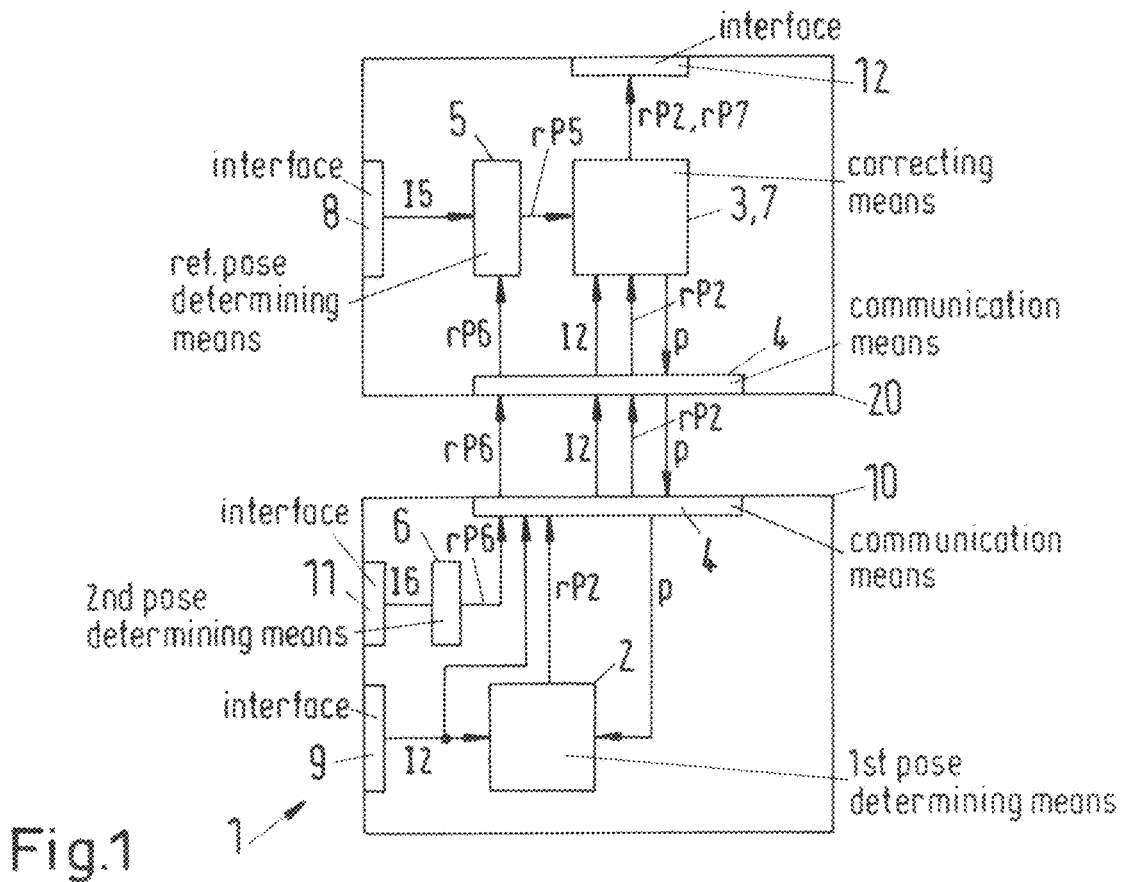 interface
12
rP2, rP7
5
rP5
interface
I5
8
correcting
means
3,7
ref. pose
determining
means
rP2
communication
means
rP6
I2
p
4
20
rP2
rP6
I2
p
10
interface
6
rP6
communication
means
4
11
I6
rP2
p
2nd pose
determining means
2
interface
9
I2
1st pose
determining means
1
Fig.1